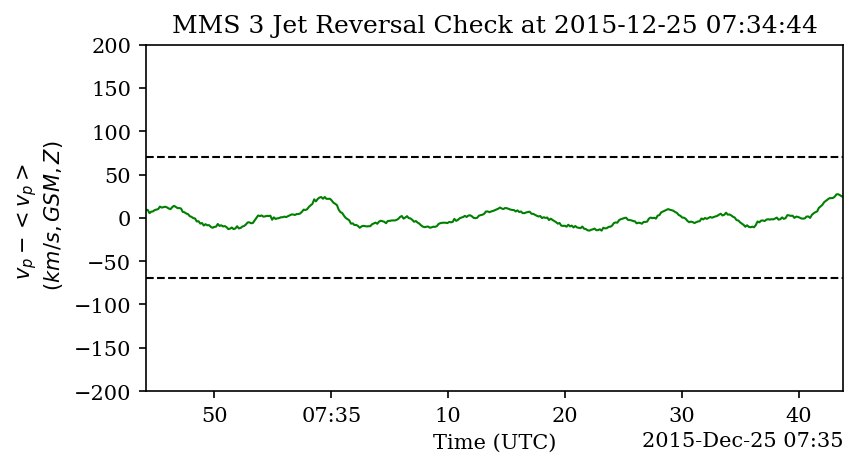 MMS 3 Jet Reversal Check at 2015-12-25 07:34:44
v_p − < v_p >
(km/s, GSM, Z)
200
150
100
50
0
−50
−100
−150
−200
50 07:35 10 20 30 40
Time (UTC)
2015-Dec-25 07:35